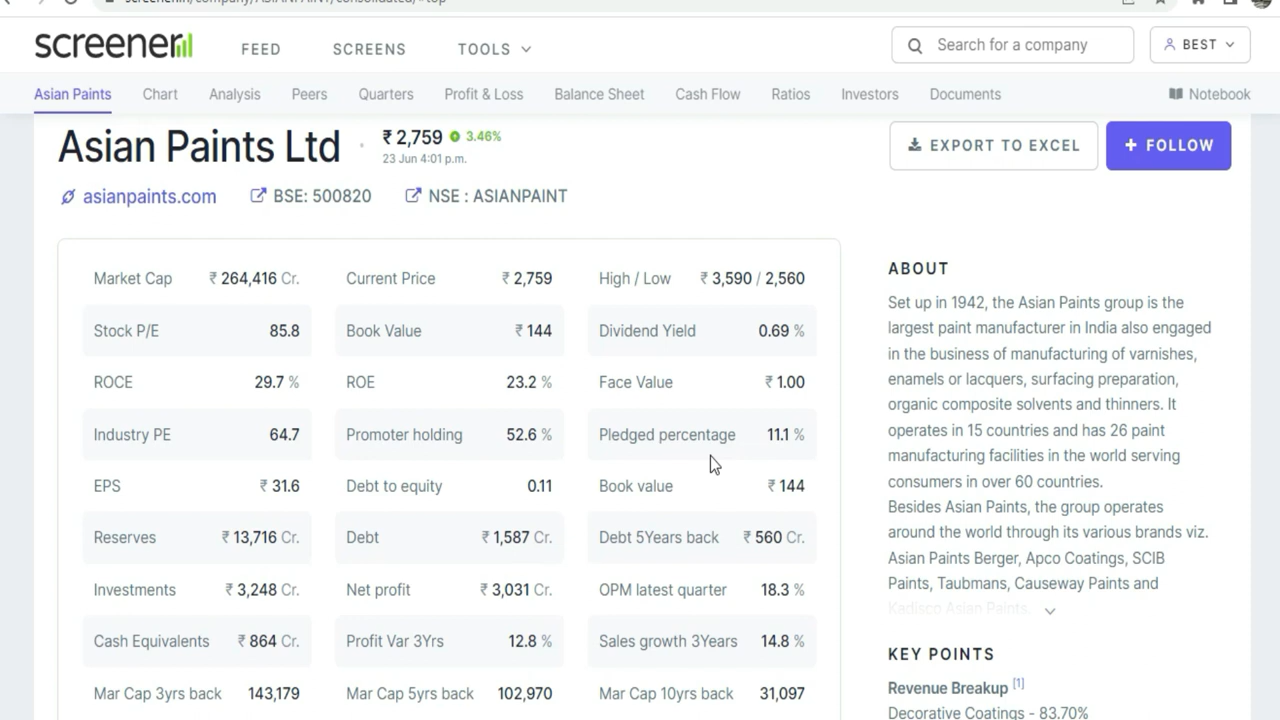 screener
FEED SCREENS TOOLS
Search for a company
BEST
Asian Paints Chart Analysis Peers Quarters Profit & Loss Balance Sheet Cash Flow Ratios Investors Documents Notebook
Asian Paints Ltd · ₹ 2,759 3.46%
23 Jun 4:01 p.m.
EXPORT TO EXCEL
+ FOLLOW
asianpaints.com BSE: 500820 NSE : ASIANPAINT
Market Cap ₹ 264,416 Cr. Current Price ₹ 2,759 High / Low ₹ 3,590 / 2,560
Stock P/E 85.8 Book Value ₹ 144 Dividend Yield 0.69 %
ROCE 29.7 % ROE 23.2 % Face Value ₹ 1.00
Industry PE 64.7 Promoter holding 52.6 % Pledged percentage 11.1 %
EPS ₹ 31.6 Debt to equity 0.11 Book value ₹ 144
Reserves ₹ 13,716 Cr. Debt ₹ 1,587 Cr. Debt 5Years back ₹ 560 Cr.
Investments ₹ 3,248 Cr. Net profit ₹ 3,031 Cr. OPM latest quarter 18.3 %
Cash Equivalents ₹ 864 Cr. Profit Var 3Yrs 12.8 % Sales growth 3Years 14.8 %
Mar Cap 3yrs back 143,179 Mar Cap 5yrs back 102,970 Mar Cap 10yrs back 31,097
ABOUT
Set up in 1942, the Asian Paints group is the
largest paint manufacturer in India also engaged
in the business of manufacturing of varnishes,
enamels or lacquers, surfacing preparation,
organic composite solvents and thinners. It
operates in 15 countries and has 26 paint
manufacturing facilities in the world serving
consumers in over 60 countries.
Besides Asian Paints, the group operates
around the world through its various brands viz.
Asian Paints Berger, Apco Coatings, SCIB
Paints, Taubmans, Causeway Paints and
Kadisco Asian Paints.
KEY POINTS
Revenue Breakup [1]
Decorative Coatings - 83.70%